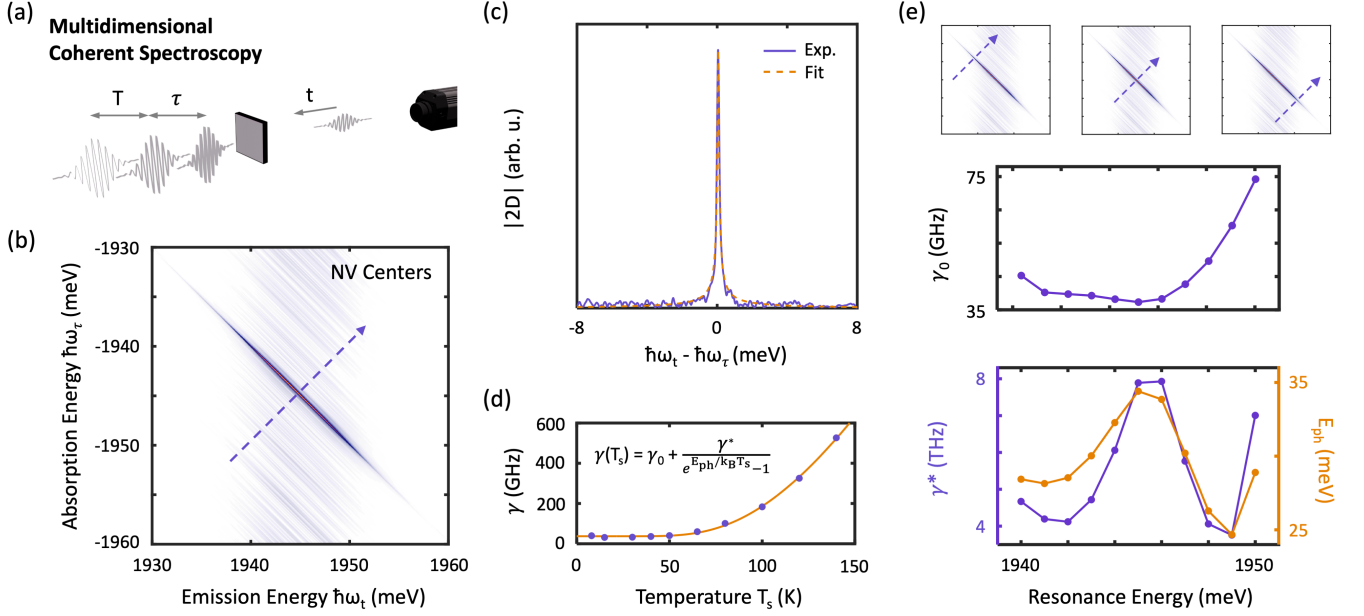 (a)
Multidimensional
Coherent Spectroscopy
T
τ
t
(b)
-1930
-1940
-1950
-1960
Absorption Energy ħω_τ (meV)
NV Centers
1930
1940
1950
1960
Emission Energy ħω_t (meV)
(c)
|2D| (arb. u.)
Exp.
Fit
-8
0
8
ħω_t - ħω_τ (meV)
(d)
γ (GHz)
600
400
200
0
γ(T_s) = γ_0 + γ* / (e^{E_ph/k_BT_s} -1)
0
50
100
150
Temperature T_s (K)
(e)
75
35
γ_0 (GHz)
8
4
γ* (THz)
35
25
E_ph (meV)
1940
1950
Resonance Energy (meV)